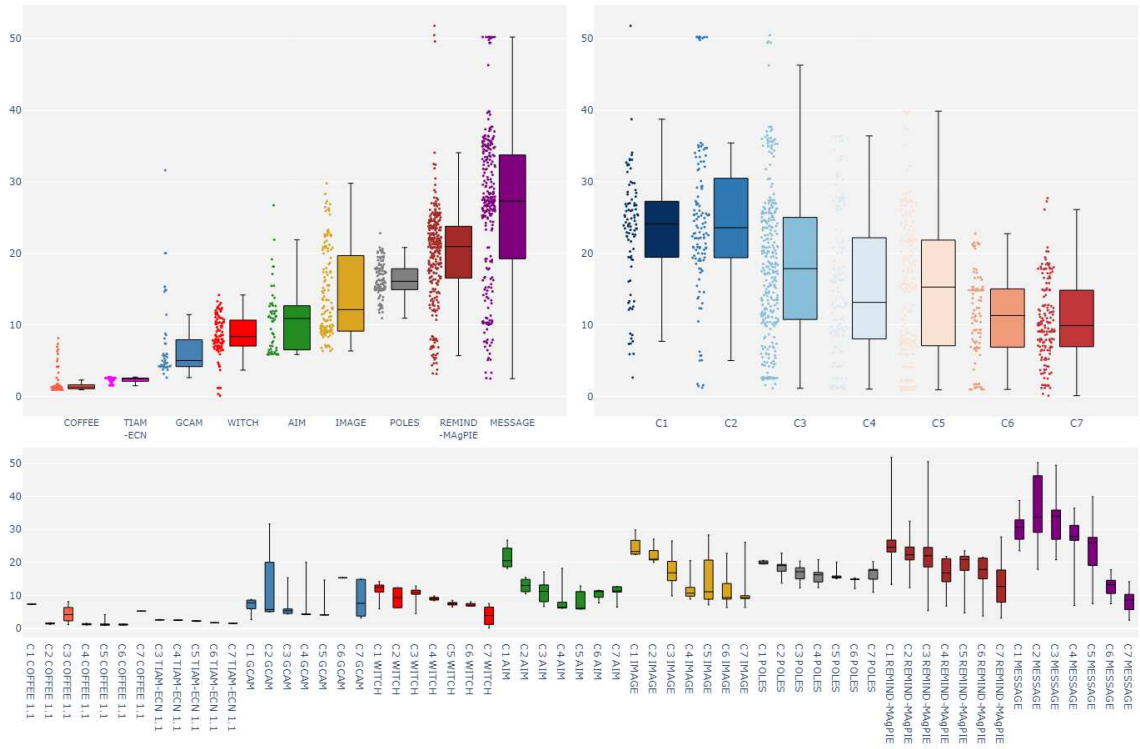 50
40
30
20
10
0
COFFEE
TIAM
-ECN
GCAM
WITCH
AIM
IMAGE
POLES
REMIND
-MAgPIE
MESSAGE
50
40
30
20
10
0
C1
C2
C3
C4
C5
C6
C7
50
40
30
20
10
0
C1 COFFEE 1.1
C2 COFFEE 1.1
C3 COFFEE 1.1
C4 COFFEE 1.1
C5 COFFEE 1.1
C6 COFFEE 1.1
C7 COFFEE 1.1
C3 TIAM-ECN 1.1
C4 TIAM-ECN 1.1
C5 TIAM-ECN 1.1
C6 TIAM-ECN 1.1
C7 TIAM-ECN 1.1
C1 GCAM
C2 GCAM
C3 GCAM
C4 GCAM
C5 GCAM
C6 GCAM
C7 GCAM
C1 WITCH
C2 WITCH
C3 WITCH
C4 WITCH
C5 WITCH
C6 WITCH
C7 WITCH
C1 AIM
C2 AIM
C3 AIM
C4 AIM
C5 AIM
C6 AIM
C7 AIM
C1 IMAGE
C2 IMAGE
C3 IMAGE
C4 IMAGE
C5 IMAGE
C6 IMAGE
C7 IMAGE
C1 POLES
C2 POLES
C3 POLES
C4 POLES
C5 POLES
C6 POLES
C7 POLES
C1 REMIND-MAgPIE
C2 REMIND-MAgPIE
C3 REMIND-MAgPIE
C4 REMIND-MAgPIE
C5 REMIND-MAgPIE
C6 REMIND-MAgPIE
C7 REMIND-MAgPIE
C1 MESSAGE
C2 MESSAGE
C3 MESSAGE
C4 MESSAGE
C5 MESSAGE
C6 MESSAGE
C7 MESSAGE